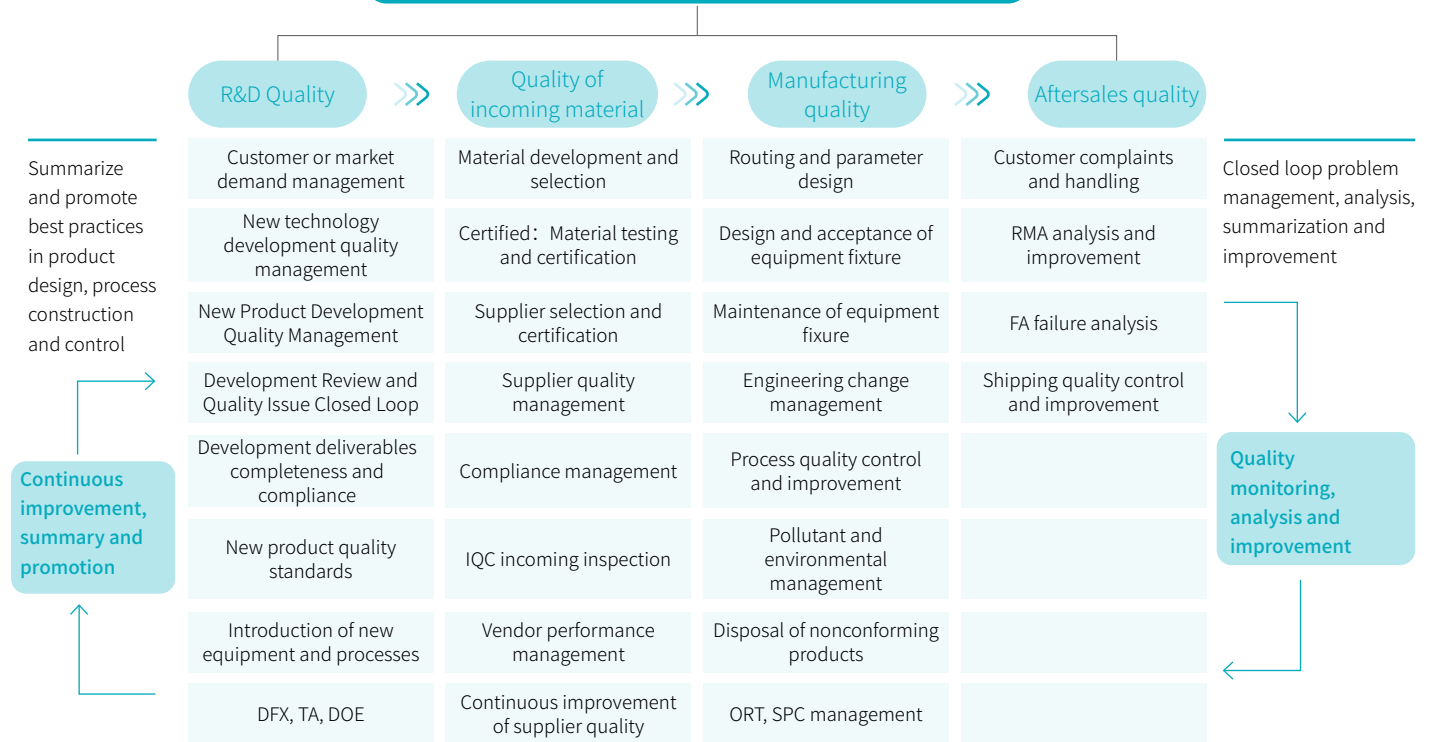 R&D Quality
Quality of
incoming material
Manufacturing
quality
Aftersales quality
Summarize
and promote
best practices
in product
design, process
construction
and control
Continuous
improvement,
summary and
promotion
Customer or market
demand management
New technology
development quality
management
New Product Development
Quality Management
Development Review and
Quality Issue Closed Loop
Development deliverables
completeness and
compliance
New product quality
standards
Introduction of new
equipment and processes
DFX, TA, DOE
Material development and
selection
Certified：Material testing
and certification
Supplier selection and
certification
Supplier quality
management
Compliance management
IQC incoming inspection
Vendor performance
management
Continuous improvement
of supplier quality
Routing and parameter
design
Design and acceptance of
equipment fixture
Maintenance of equipment
fixure
Engineering change
management
Process quality control
and improvement
Pollutant and
environmental
management
Disposal of nonconforming
products
ORT, SPC management
Customer complaints
and handling
RMA analysis and
improvement
FA failure analysis
Shipping quality control
and improvement
Closed loop problem
management, analysis,
summarization and
improvement
Quality
monitoring,
analysis and
improvement